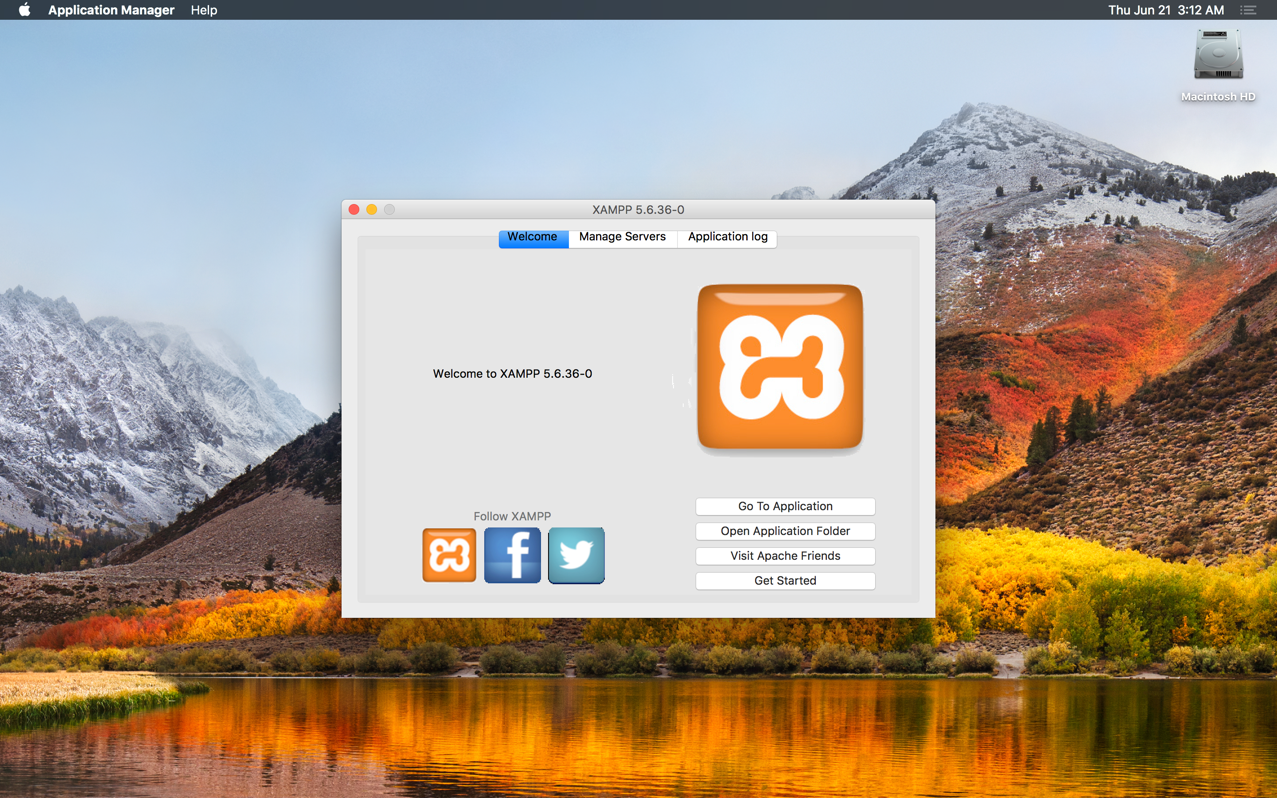 Application Manager Help Thu Jun 21 3:12 AM
Macintosh HD
XAMPP 5.6.36-0
Welcome Manage Servers Application log
Welcome to XAMPP 5.6.36-0
Go To Application
Follow XAMPP
Open Application Folder
Visit Apache Friends
Get Started